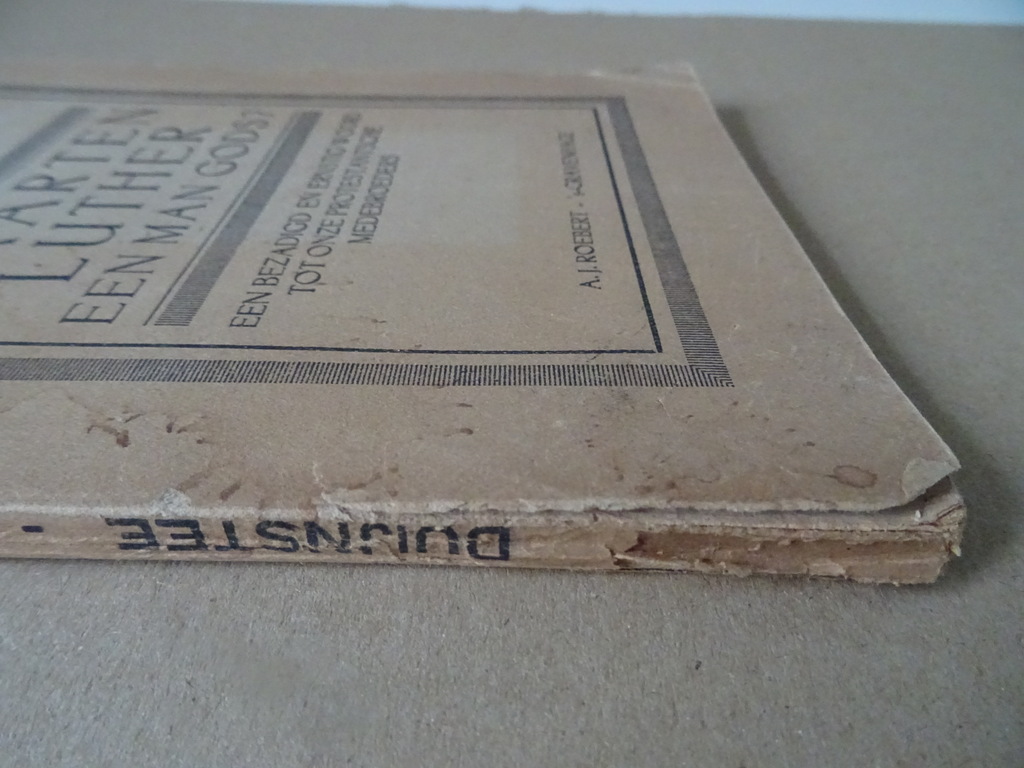 ARTEN
LUTHER
EEN MAN GODS?
EEN BEZADIGD EN ERNSTIG WOORD
TOT ONZE PROTESTANTSCHE
MEDEBROEDERS
A.J. ROEBERT - 's-GRAVENHAGE
DUIJNSTEE -